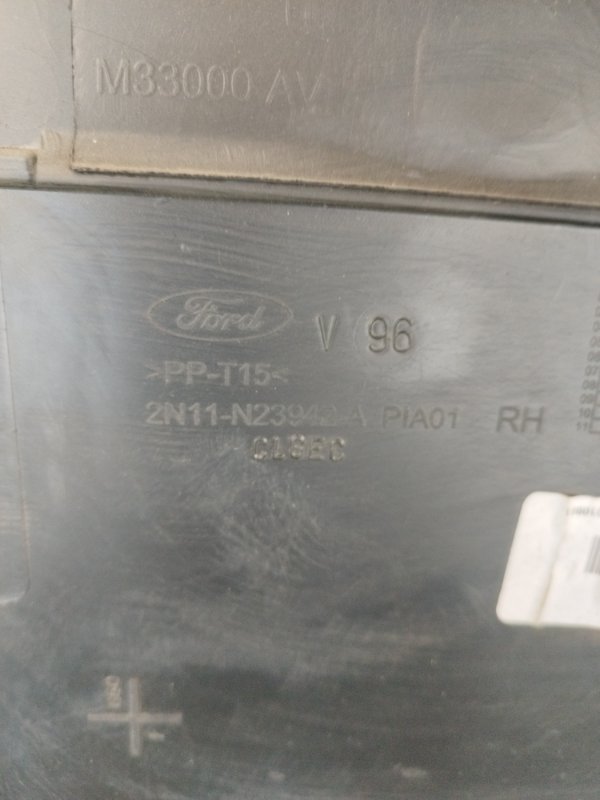 M33000 AV
Ford V 96
>PP-T15<
2N11-N23942-A PIA01 RH